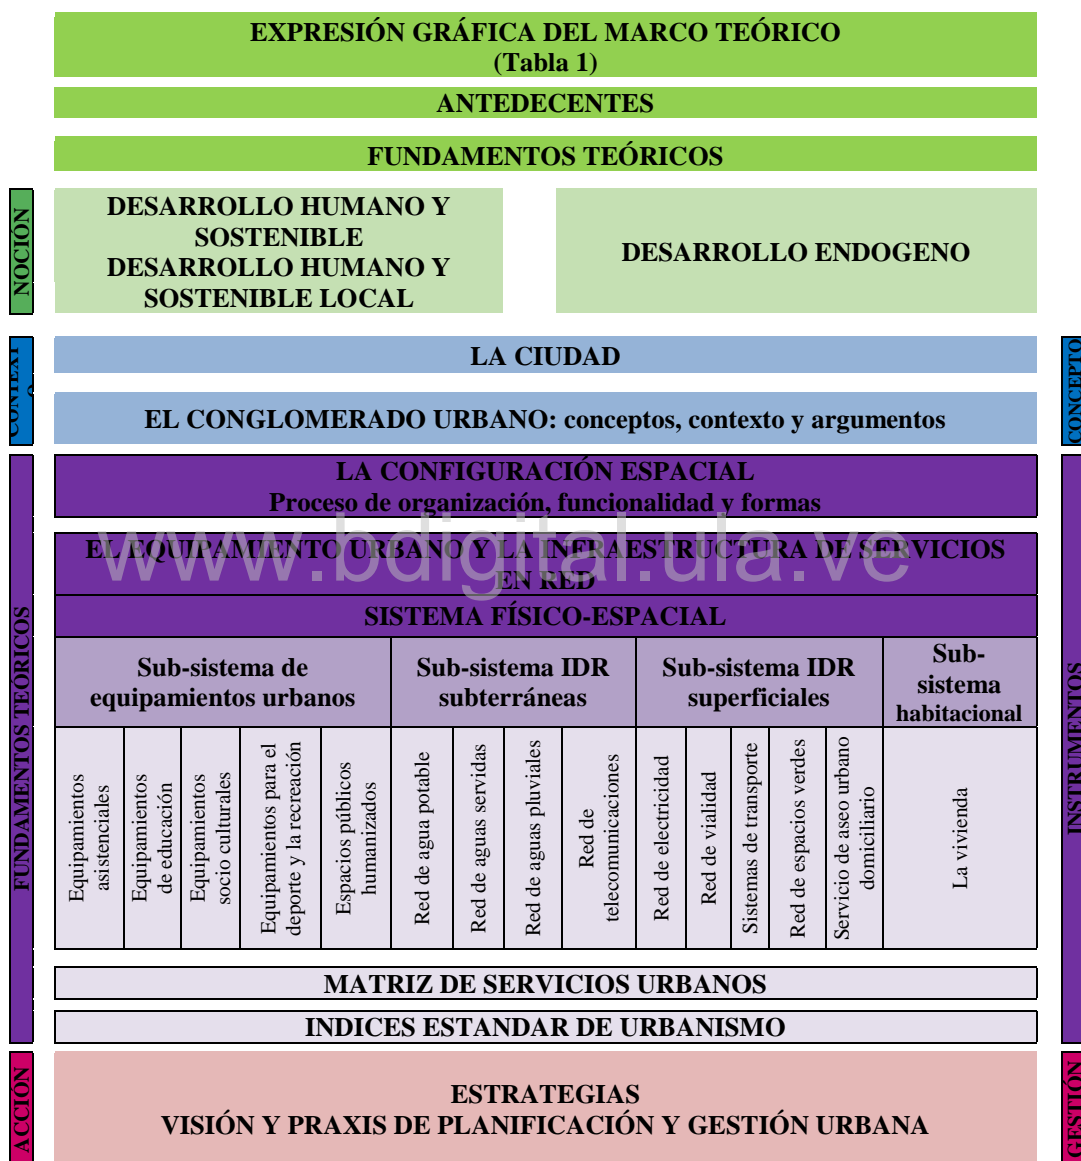 EXPRESIÓN GRÁFICA DEL MARCO TEÓRICO
(Tabla 1)
ANTEDECENTES
FUNDAMENTOS TEÓRICOS
NOCIÓN
DESARROLLO HUMANO Y
SOSTENIBLE
DESARROLLO HUMANO Y
SOSTENIBLE LOCAL
DESARROLLO ENDOGENO
LA CIUDAD
CONCEPTO
EL CONGLOMERADO URBANO: conceptos, contexto y argumentos
FUNDAMENTOS TEÓRICOS
LA CONFIGURACIÓN ESPACIAL
Proceso de organización, funcionalidad y formas
EL EQUIPAMIENTO URBANO Y LA INFRAESTRUCTURA DE SERVICIOS
EN RED
www.bdigital.ula.ve
SISTEMA FÍSICO-ESPACIAL
INSTRUMENTOS
Sub-sistema de
equipamientos urbanos
Sub-sistema IDR
subterráneas
Sub-sistema IDR
superficiales
Sub-
sistema
habitacional
Equipamientos
asistenciales
Equipamientos
de educación
Equipamientos
socio culturales
Equipamientos para el
deporte y la recreación
Espacios públicos
humanizados
Red de agua potable
Red de aguas servidas
Red de aguas pluviales
Red de
telecomunicaciones
Red de electricidad
Red de vialidad
Sistemas de transporte
Red de espacios verdes
Servicio de aseo urbano
domiciliario
La vivienda
MATRIZ DE SERVICIOS URBANOS
INDICES ESTANDAR DE URBANISMO
ACCIÓN
ESTRATEGIAS
VISIÓN Y PRAXIS DE PLANIFICACIÓN Y GESTIÓN URBANA
GESTIÓN